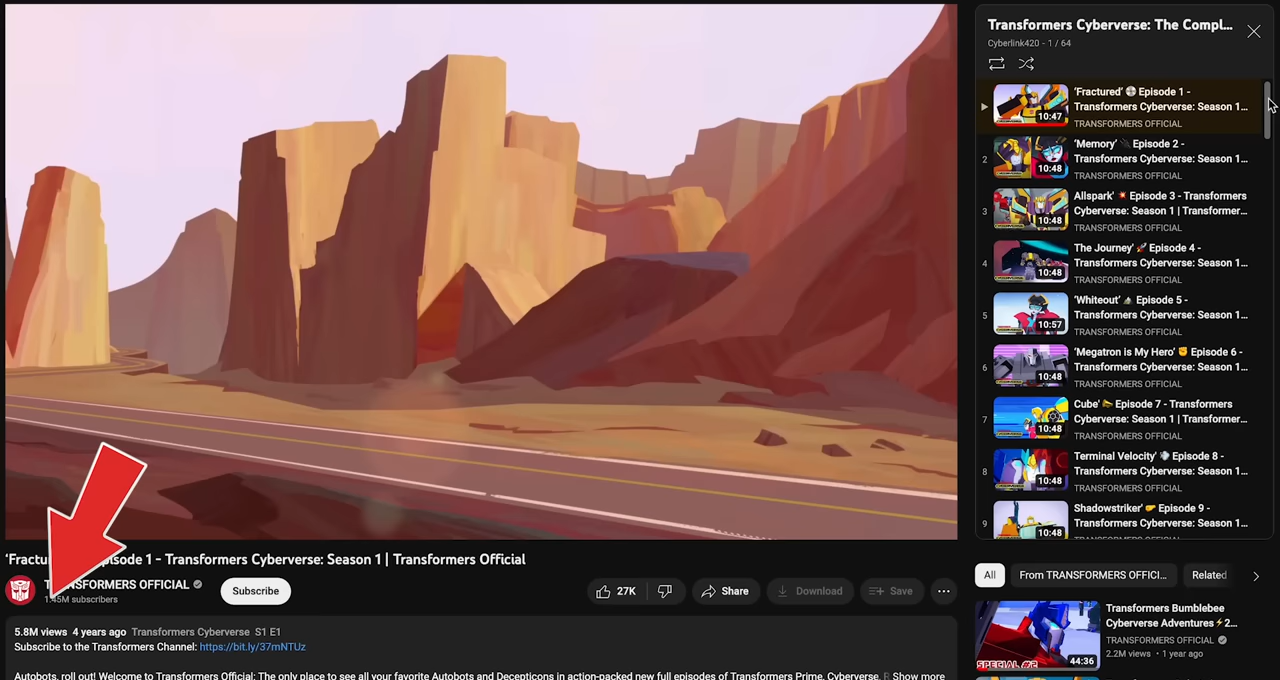 Transformers Cyberverse: The Compl...
Cyberlink420 - 1 / 64
'Fractured' Episode 1 -
Transformers Cyberverse: Season 1...
TRANSFORMERS OFFICIAL
10:47
2
'Memory' Episode 2 -
Transformers Cyberverse: Season 1...
TRANSFORMERS OFFICIAL
10:48
3
Allspark' 💥 Episode 3 - Transformers
Cyberverse: Season 1 | Transformer...
TRANSFORMERS OFFICIAL
10:48
4
The Journey' 🚀 Episode 4 -
Transformers Cyberverse: Season 1...
TRANSFORMERS OFFICIAL
10:48
5
'Whiteout' Episode 5 -
Transformers Cyberverse: Season 1...
TRANSFORMERS OFFICIAL
10:57
6
'Megatron is My Hero' ✊ Episode 6 -
Transformers Cyberverse: Season 1...
TRANSFORMERS OFFICIAL
10:48
7
Cube' Episode 7 - Transformers
Cyberverse: Season 1 | Transformer...
TRANSFORMERS OFFICIAL
10:48
8
Terminal Velocity' 💨 Episode 8 -
Transformers Cyberverse: Season 1...
TRANSFORMERS OFFICIAL
10:48
9
Shadowstriker' Episode 9 -
Transformers Cyberverse: Season 1...
10:48
'Fractu Episode 1 - Transformers Cyberverse: Season 1 | Transformers Official
TRANSFORMERS OFFICIAL
1.45M subscribers
Subscribe
27K
Share
Download
Save
5.8M views 4 years ago Transformers Cyberverse S1 E1
Subscribe to the Transformers Channel: https://bit.ly/37mNTUz
Autobots, roll out! Welcome to Transformers Official: The only place to see all your favorite Autobots and Decepticons in action-packed new full episodes of Transformers Prime, Cyberverse, Show more
All
From TRANSFORMERS OFFICI...
Related
Transformers Bumblebee
Cyberverse Adventures⚡2...
TRANSFORMERS OFFICIAL
2.2M views • 1 year ago
SPECIAL #2
44:36